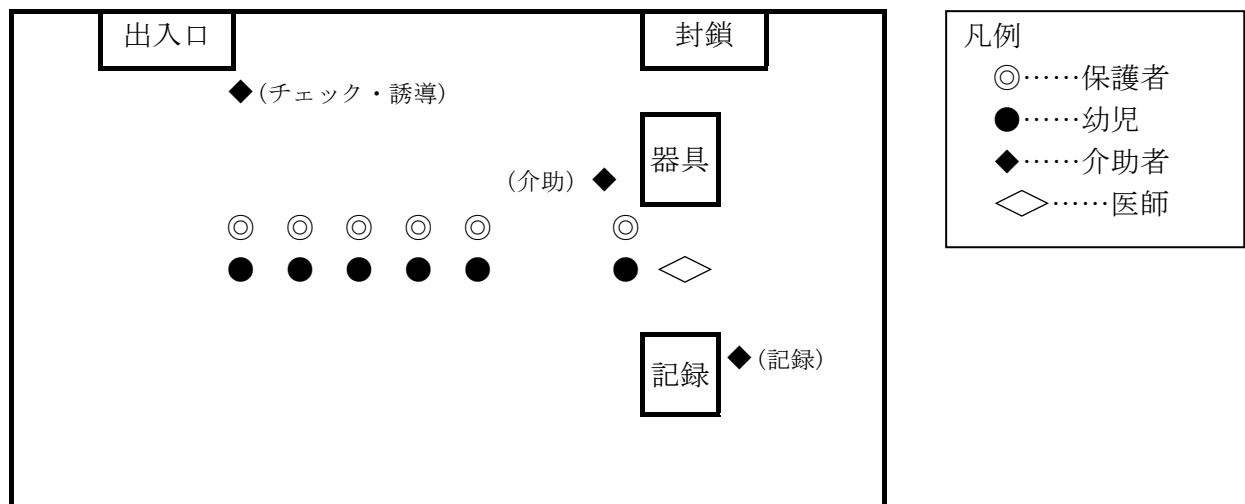 出入口
封鎖
◆(チェック・誘導)
器具
(介助) ◆
◎ ◎ ◎ ◎ ◎ ◎
● ● ● ● ● ●
記録
◆(記録)
凡例
◎……保護者
●……幼児
◆……介助者
◇……医師